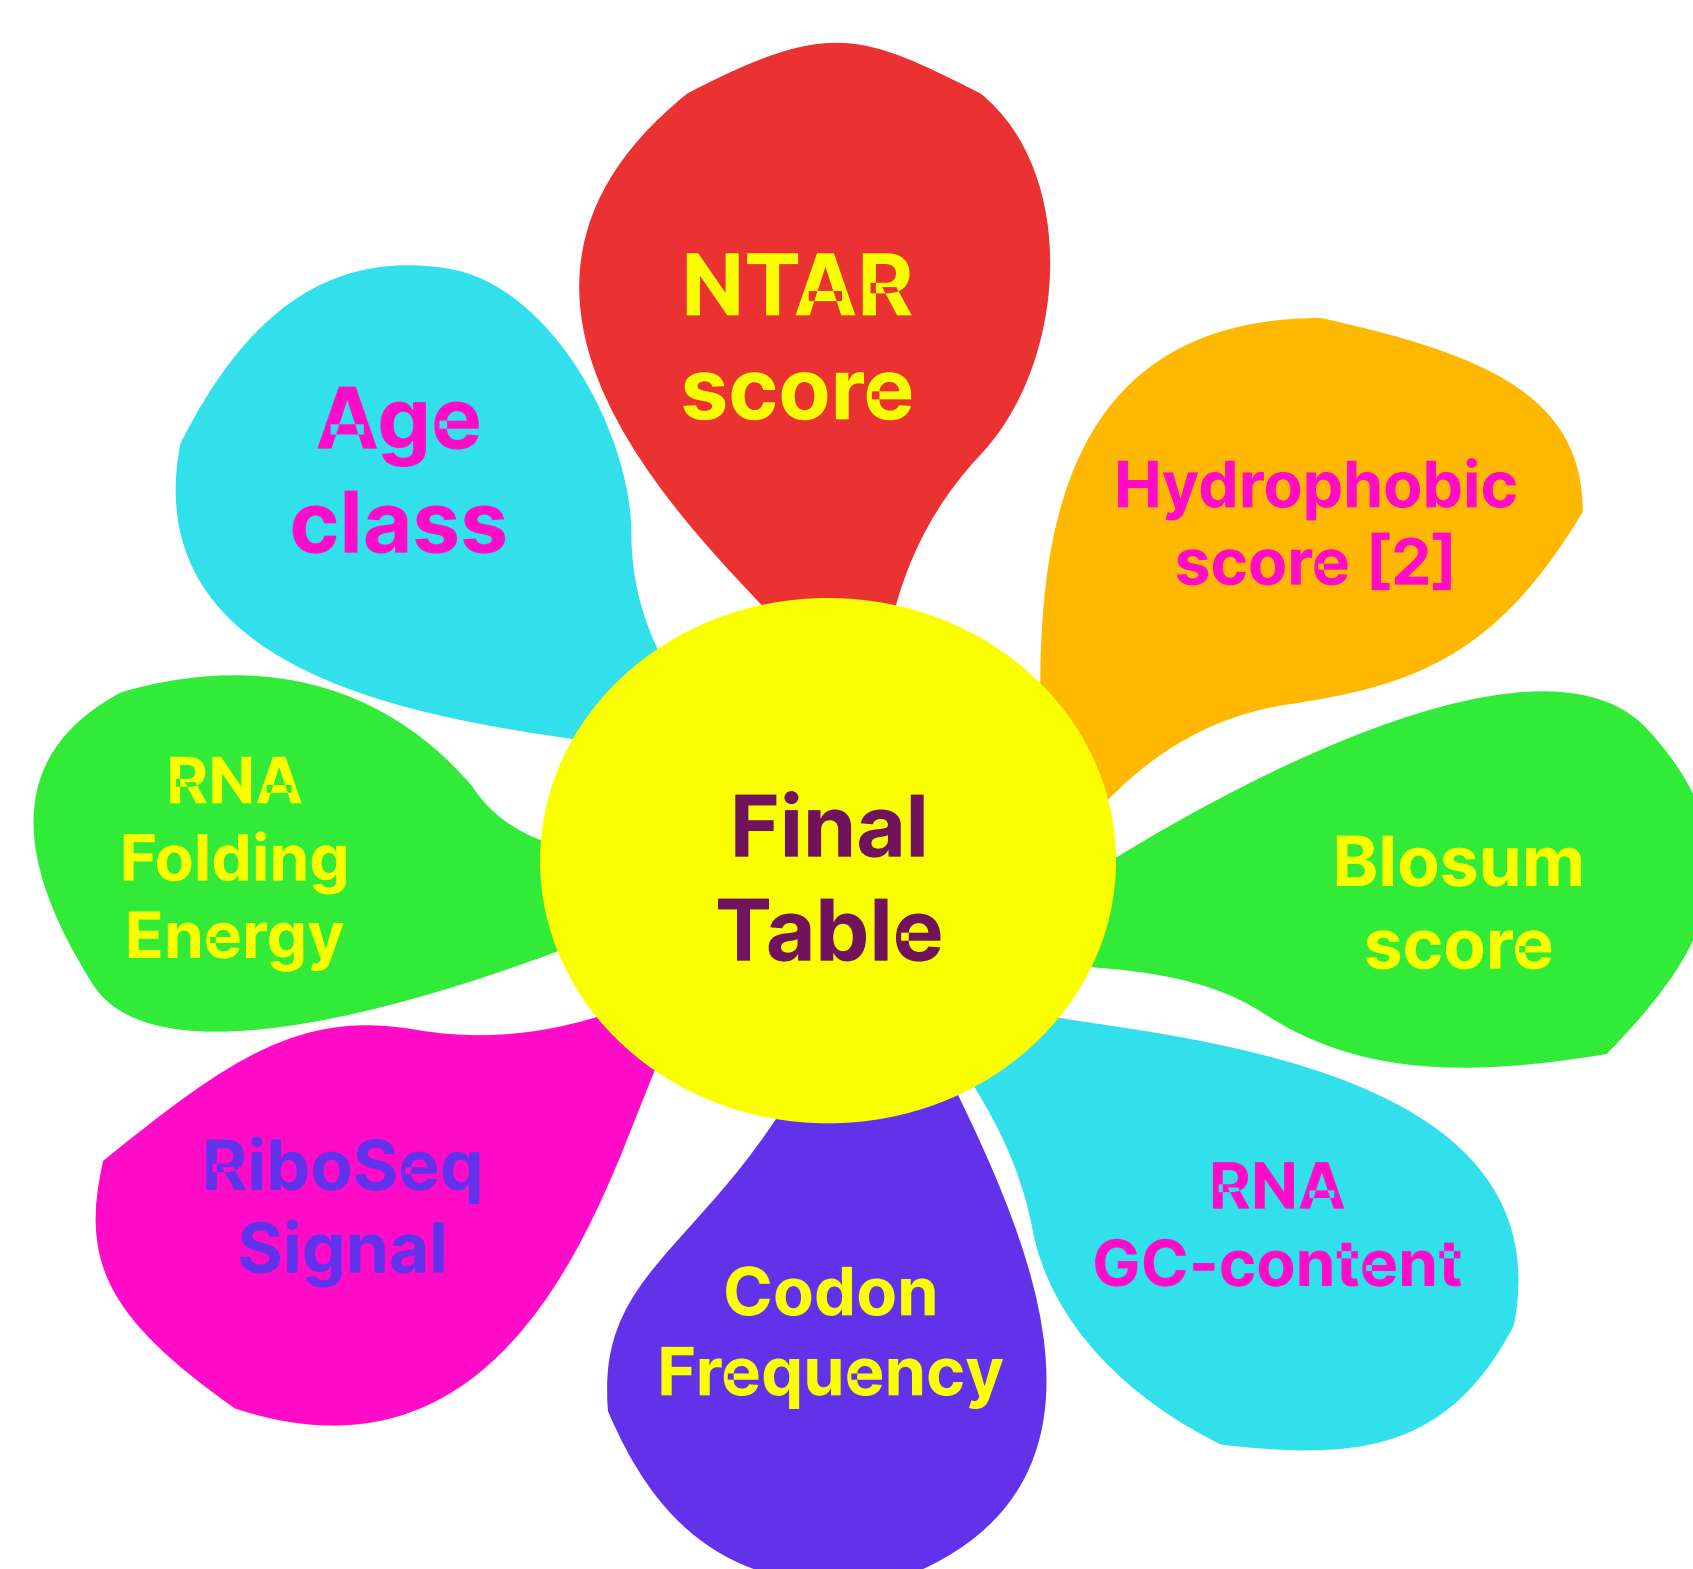 NTAR
score
Age
class
Hydrophobic
score [2]
RNA
Folding
Energy
Final
Table
Blosum
score
RiboSeq
Signal
RNA
GC-content
Codon
Frequency